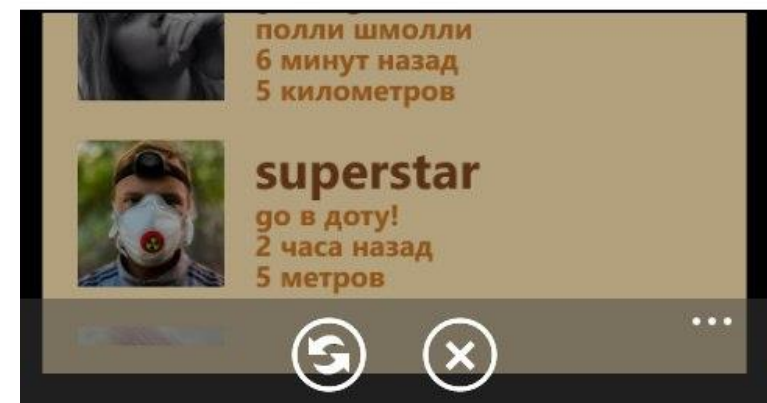 полли шмолли
6 минут назад
5 километров
superstar
go в доту!
2 часа назад
5 метров